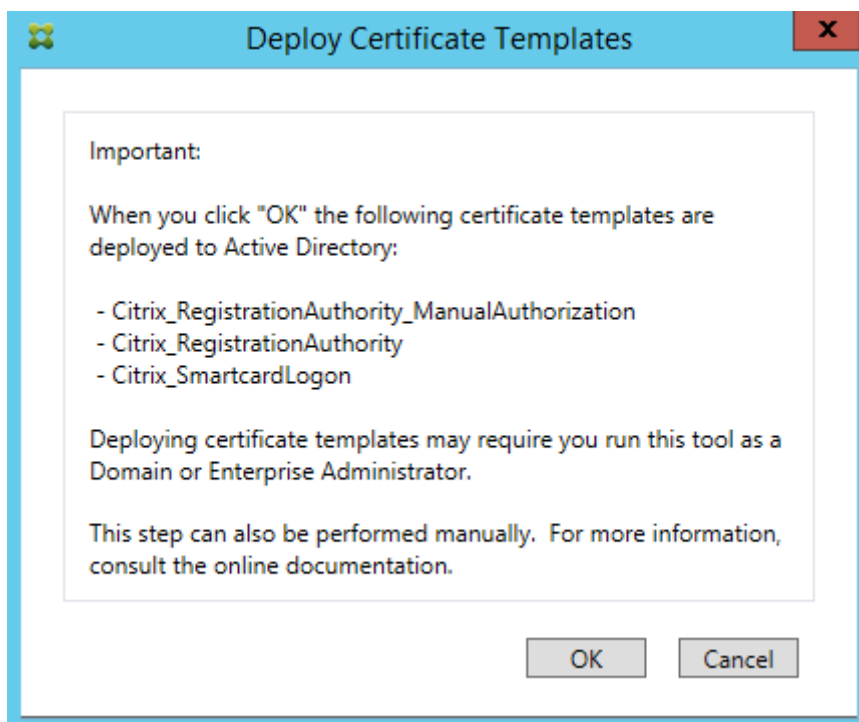 Deploy Certificate Templates
x
Important:
When you click "OK" the following certificate templates are
deployed to Active Directory:
- Citrix_RegistrationAuthority_ManualAuthorization
- Citrix_RegistrationAuthority
- Citrix_SmartcardLogon
Deploying certificate templates may require you run this tool as a
Domain or Enterprise Administrator.
This step can also be performed manually.  For more information,
consult the online documentation.
OK
Cancel